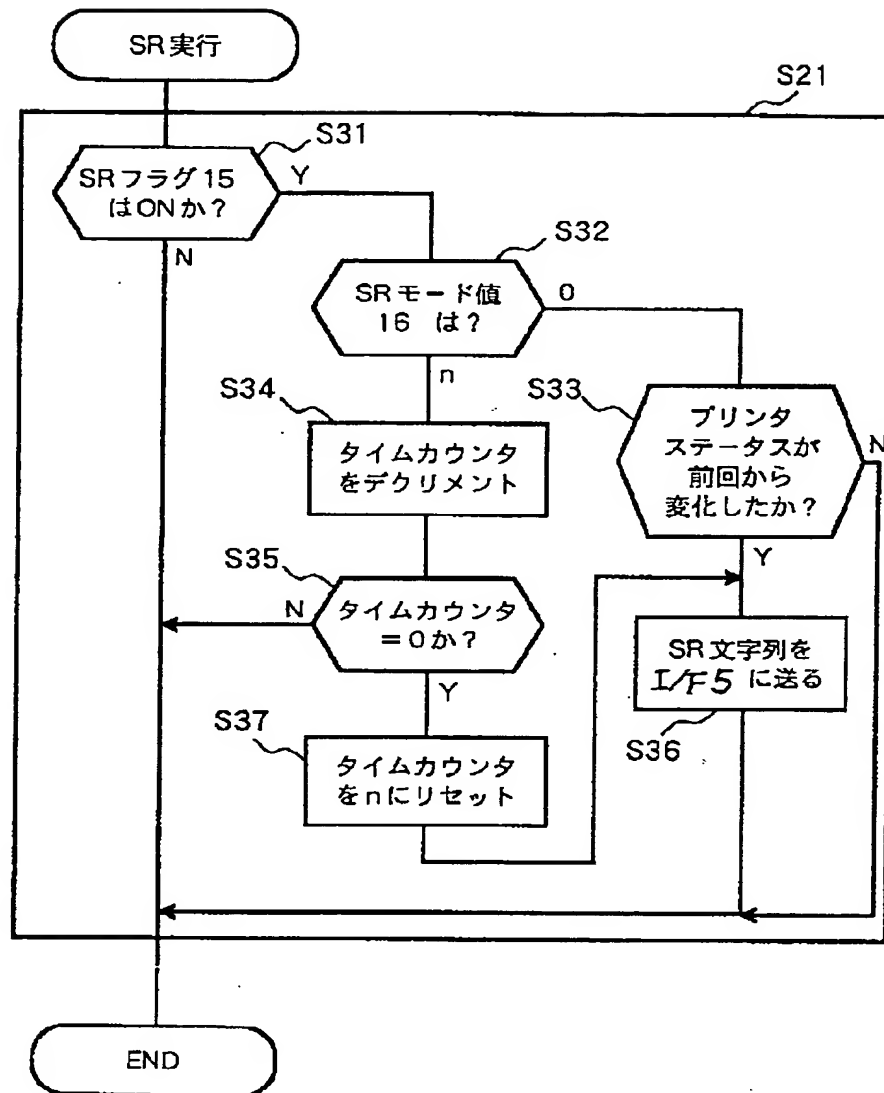 SR実行
S21
S31
SRフラグ15
はONか?
Y
N
S32
SRモード値
16 は?
0
n
S33
プリンタ
ステータスが
前回から
変化したか?
N
Y
S34
タイムカウンタ
をデクリメント
S35
タイムカウンタ
=0か?
N
Y
SR文字列を
I/F5 に送る
S36
S37
タイムカウンタ
をnにリセット
END